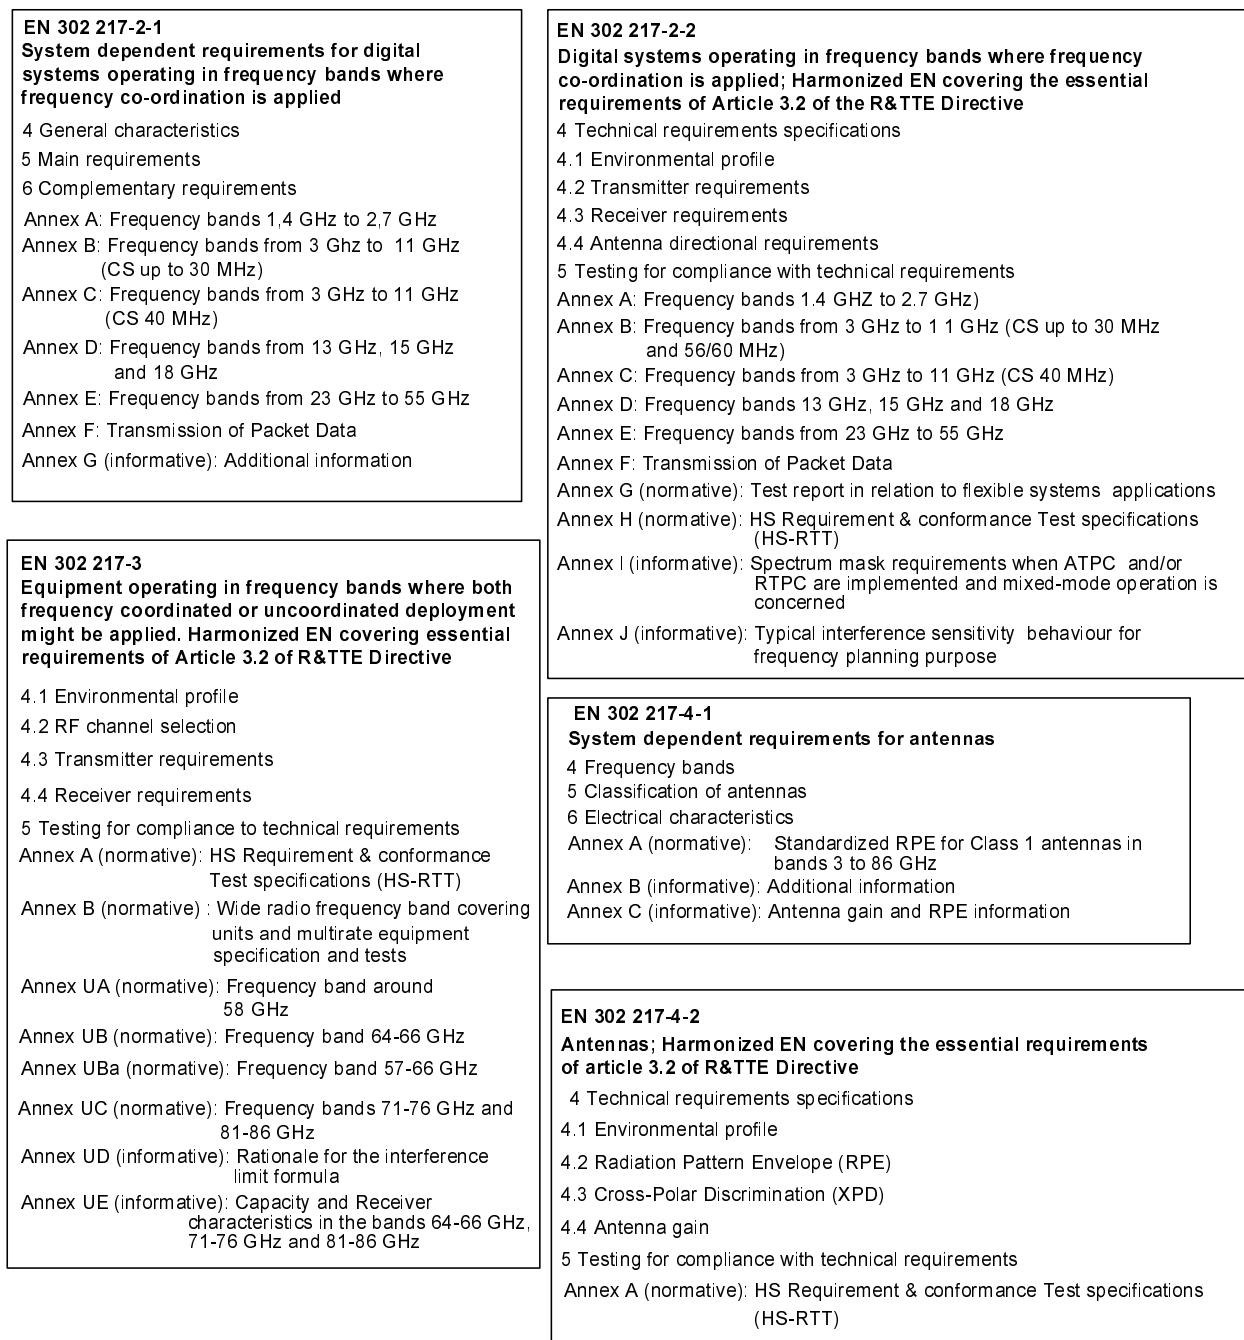 EN 302 217-2-1
System dependent requirements for digital
systems operating in frequency bands where
frequency co-ordination is applied
4 General characteristics
5 Main requirements
6 Complementary requirements
Annex A: Frequency bands 1,4 GHz to 2,7 GHz
Annex B: Frequency bands from 3 Ghz to 11 GHz
(CS up to 30 MHz)
Annex C: Frequency bands from 3 GHz to 11 GHz
(CS 40 MHz)
Annex D: Frequency bands from 13 GHz, 15 GHz
and 18 GHz
Annex E: Frequency bands from 23 GHz to 55 GHz
Annex F: Transmission of Packet Data
Annex G (informative): Additional information
EN 302 217-3
Equipment operating in frequency bands where both
frequency coordinated or uncoordinated deployment
might be applied. Harmonized EN covering essential
requirements of Article 3.2 of R&TTE Directive
4.1 Environmental profile
4.2 RF channel selection
4.3 Transmitter requirements
4.4 Receiver requirements
5 Testing for compliance to technical requirements
Annex A (normative): HS Requirement & conformance
Test specifications (HS-RTT)
Annex B (normative) : Wide radio frequency band covering
units and multirate equipment
specification and tests
Annex UA (normative): Frequency band around
58 GHz
Annex UB (normative): Frequency band 64-66 GHz
Annex UBa (normative): Frequency band 57-66 GHz
Annex UC (normative): Frequency bands 71-76 GHz and
81-86 GHz
Annex UD (informative): Rationale for the interference
limit formula
Annex UE (informative): Capacity and Receiver
characteristics in the bands 64-66 GHz,
71-76 GHz and 81-86 GHz
EN 302 217-2-2
Digital systems operating in frequency bands where frequency
co-ordination is applied; Harmonized EN covering the essential
requirements of Article 3.2 of the R&TTE Directive
4 Technical requirements specifications
4.1 Environmental profile
4.2 Transmitter requirements
4.3 Receiver requirements
4.4 Antenna directional requirements
5 Testing for compliance with technical requirements
Annex A: Frequency bands 1.4 GHZ to 2.7 GHz)
Annex B: Frequency bands from 3 GHz to 1 1 GHz (CS up to 30 MHz
and 56/60 MHz)
Annex C: Frequency bands from 3 GHz to 11 GHz (CS 40 MHz)
Annex D: Frequency bands 13 GHz, 15 GHz and 18 GHz
Annex E: Frequency bands from 23 GHz to 55 GHz
Annex F: Transmission of Packet Data
Annex G (normative): Test report in relation to flexible systems applications
Annex H (normative): HS Requirement & conformance Test specifications
(HS-RTT)
Annex I (informative): Spectrum mask requirements when ATPC and/or
RTPC are implemented and mixed-mode operation is
concerned
Annex J (informative): Typical interference sensitivity behaviour for
frequency planning purpose
EN 302 217-4-1
System dependent requirements for antennas
4 Frequency bands
5 Classification of antennas
6 Electrical characteristics
Annex A (normative): Standardized RPE for Class 1 antennas in
bands 3 to 86 GHz
Annex B (informative): Additional information
Annex C (informative): Antenna gain and RPE information
EN 302 217-4-2
Antennas; Harmonized EN covering the essential requirements
of article 3.2 of R&TTE Directive
4 Technical requirements specifications
4.1 Environmental profile
4.2 Radiation Pattern Envelope (RPE)
4.3 Cross-Polar Discrimination (XPD)
4.4 Antenna gain
5 Testing for compliance with technical requirements
Annex A (normative): HS Requirement & conformance Test specifications
(HS-RTT)